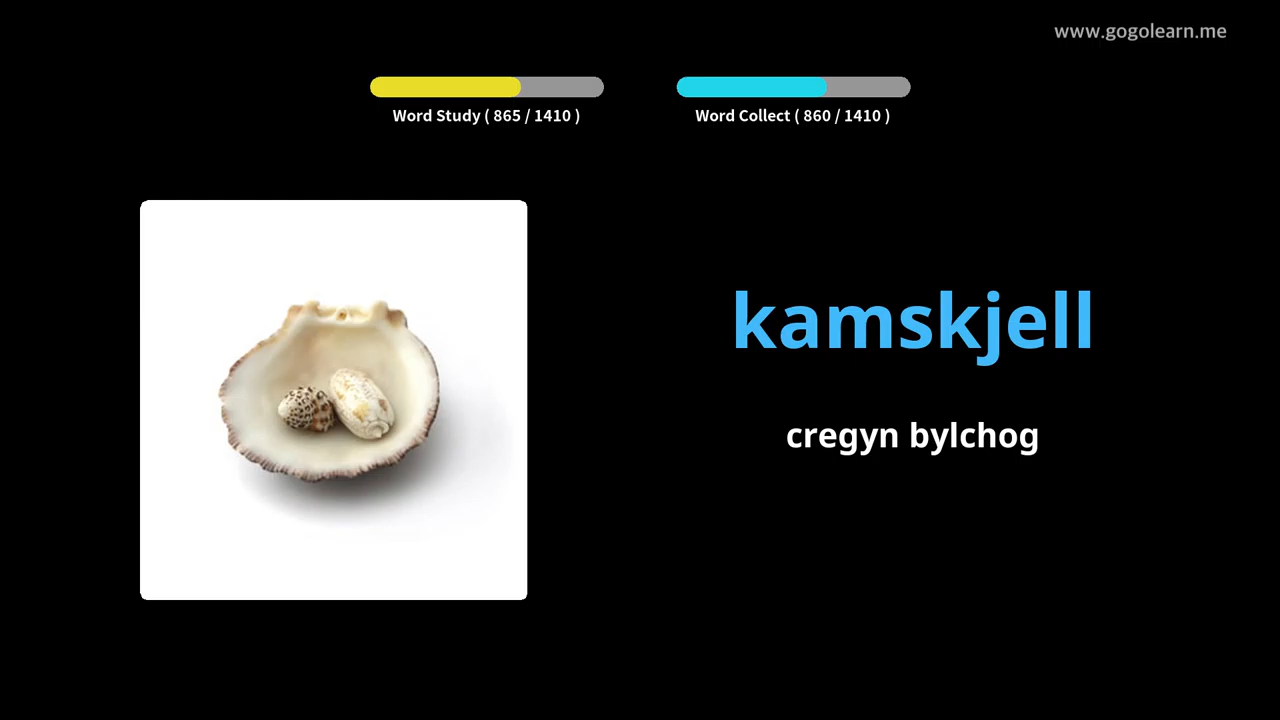 www.gogolearn.me
Word Study ( 865 / 1410 )
Word Collect ( 860 / 1410 )
kamskjell
cregyn bylchog